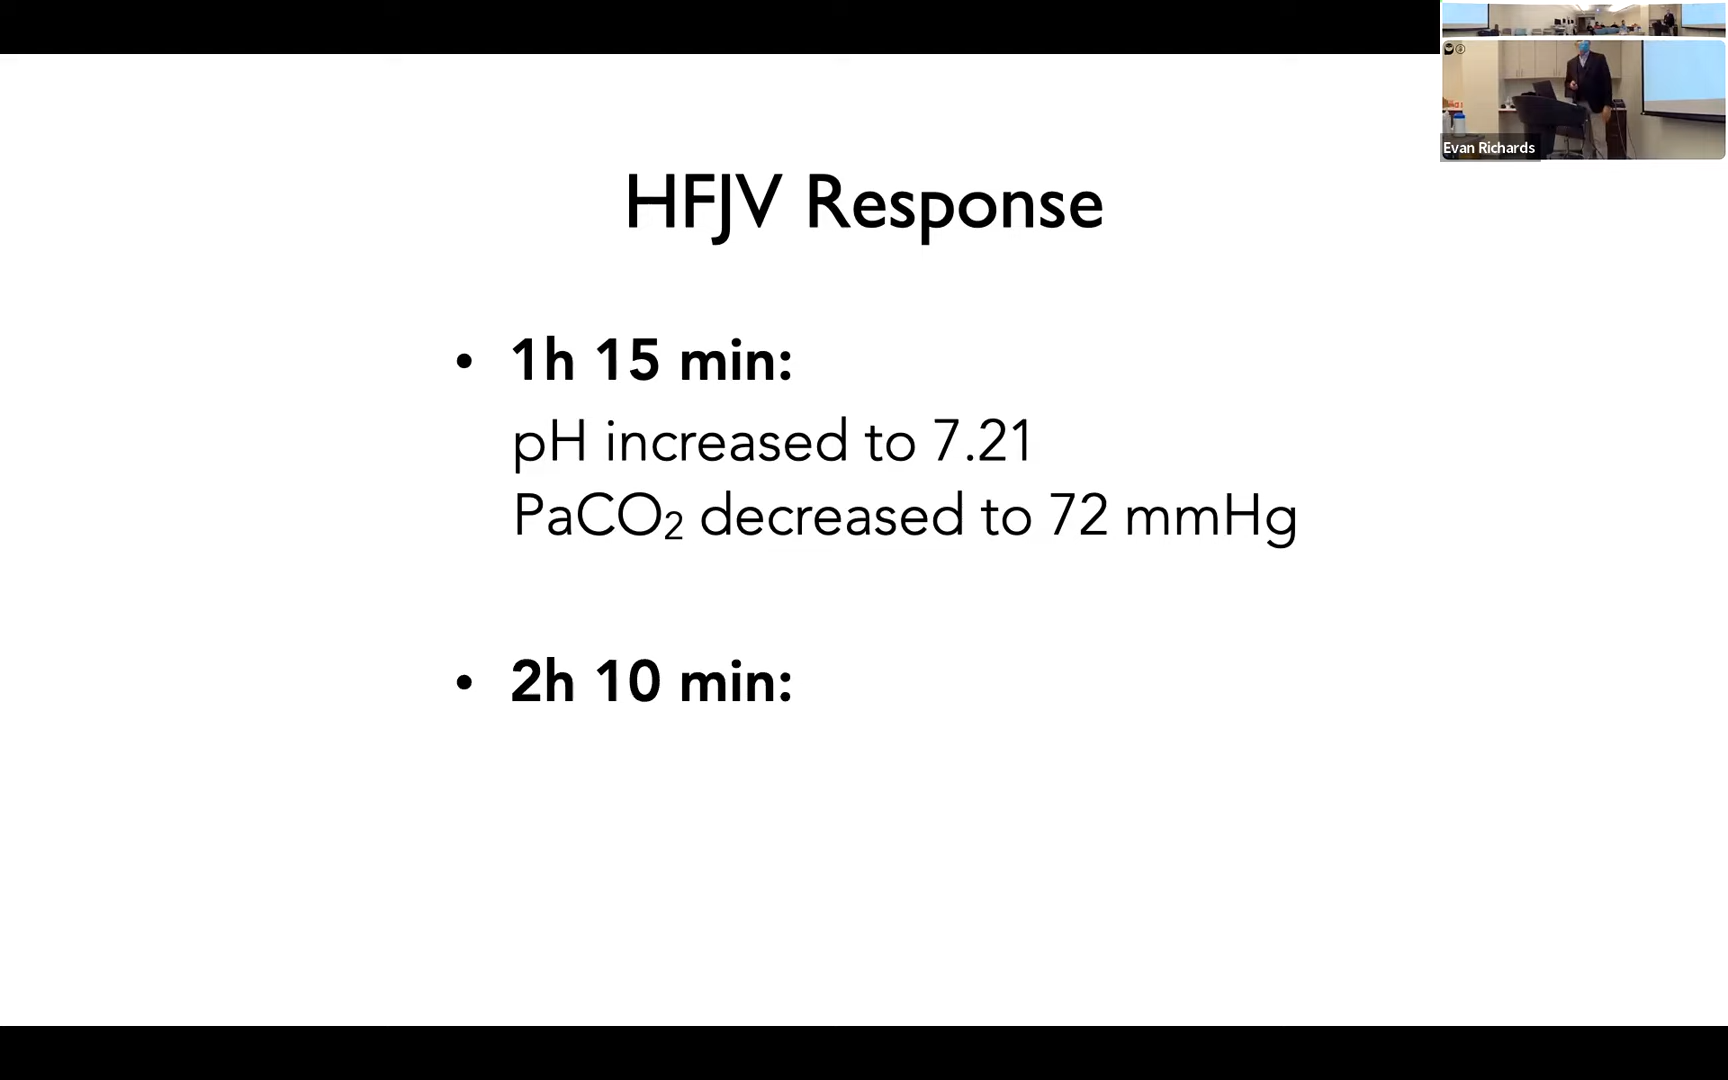 HFJV Response
• 1h 15 min:
pH increased to 7.21
PaCO₂ decreased to 72 mmHg
• 2h 10 min:
Evan Richards